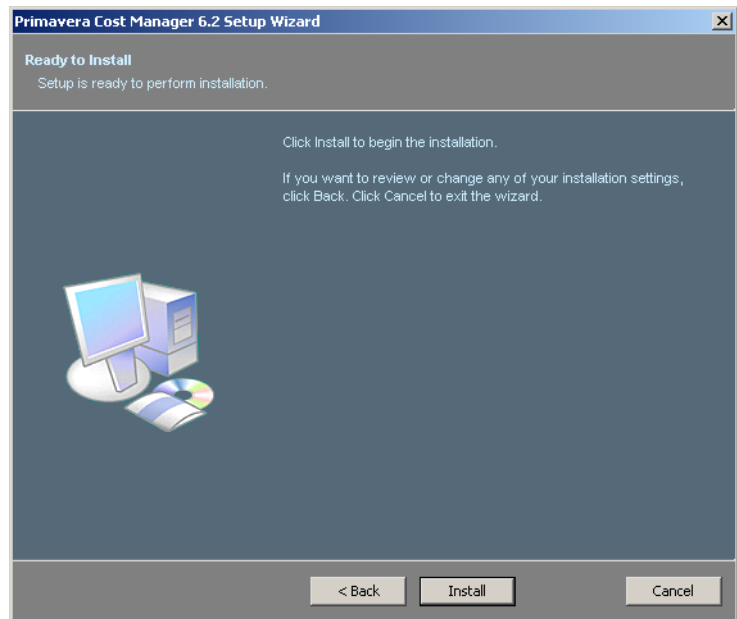 Primavera Cost Manager 6.2 Setup Wizard
Ready to Install
Setup is ready to perform installation.
Click Install to begin the installation.
If you want to review or change any of your installation settings,
click Back. Click Cancel to exit the wizard.
< Back
Install
Cancel